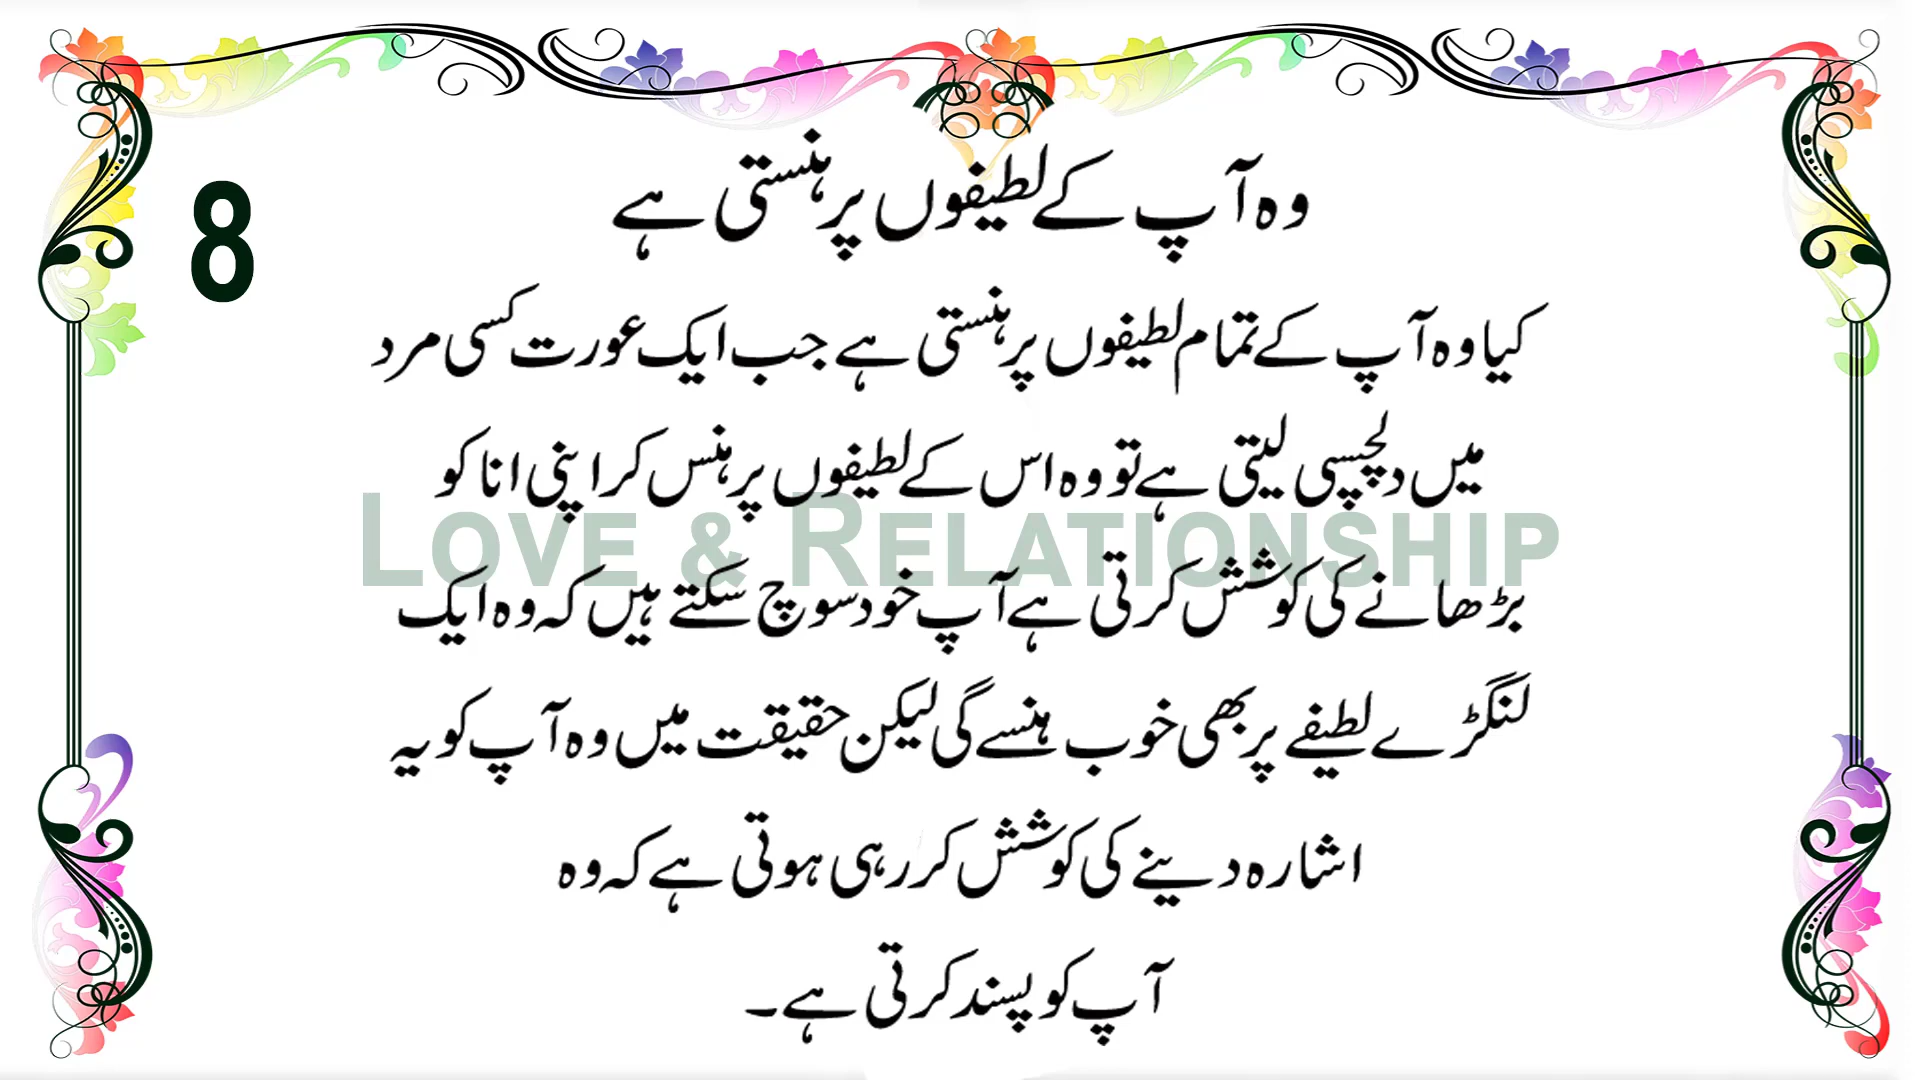 8
وہ آپ کے لطیفوں پر ہنستی ہے
کیا وہ آپ کے تمام لطیفوں پر ہنستی ہے جب ایک عورت کسی مرد
میں دلچسپی لیتی ہے تو وہ اس کے لطیفوں پر ہنس کر اپنی انا کو
LOVE & RELATIONSHIP
بڑھانے کی کوشش کرتی ہے آپ خود سوچ سکتے ہیں کہ وہ ایک
لنگڑے لطیفے پر بھی خوب ہنسے گی لیکن حقیقت میں وہ آپ کو یہ
اشارہ دینے کی کوشش کر رہی ہوتی ہے کہ وہ
آپ کو پسند کرتی ہے۔